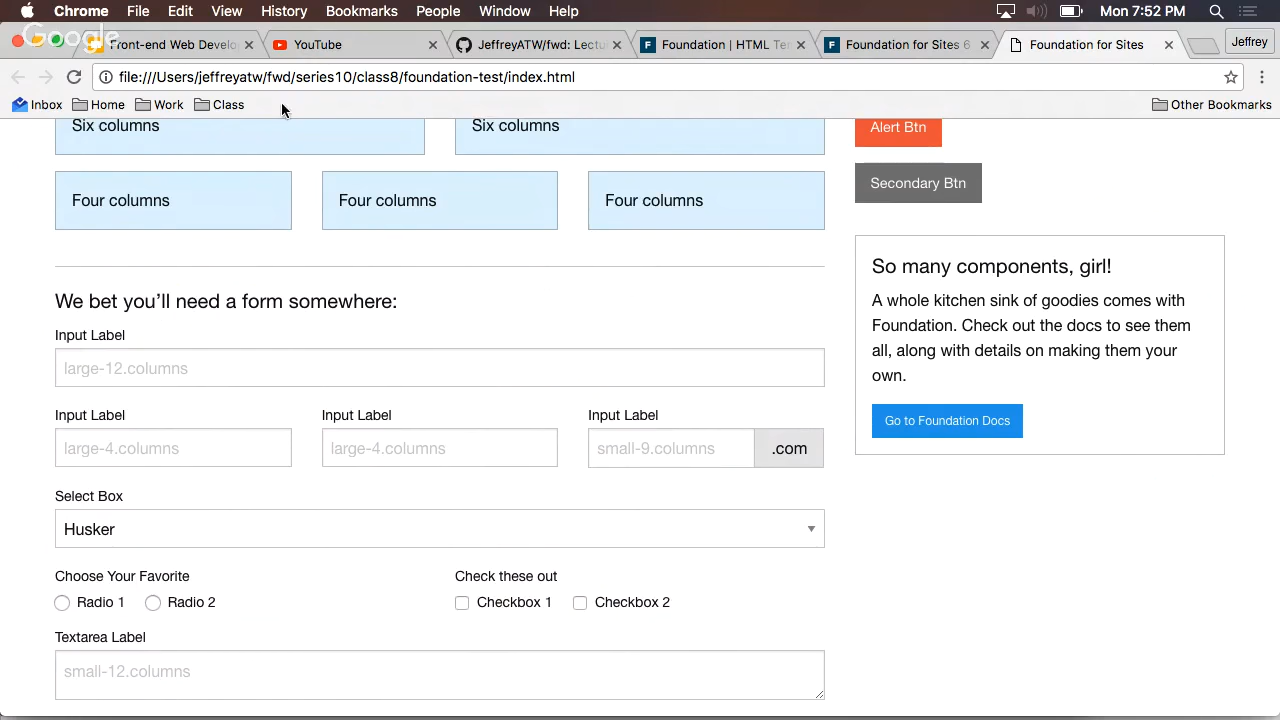 Chrome File Edit View History Bookmarks People Window Help Mon 7:52 PM
Google
Front-end Web Develo YouTube JeffreyATW/fwd: Lectu Foundation | HTML Ter Foundation for Sites 6 Foundation for Sites Jeffrey
file:///Users/jeffreyatw/fwd/series10/class8/foundation-test/index.html
Inbox Home Work Class Other Bookmarks
Six columns Six columns Alert Btn
Secondary Btn
Four columns Four columns Four columns
So many components, girl!
A whole kitchen sink of goodies comes with
Foundation. Check out the docs to see them
all, along with details on making them your
own.
Go to Foundation Docs
We bet you’ll need a form somewhere:
Input Label
large-12.columns
Input Label Input Label Input Label
large-4.columns large-4.columns small-9.columns .com
Select Box
Husker
Choose Your Favorite Check these out
Radio 1 Radio 2 Checkbox 1 Checkbox 2
Textarea Label
small-12.columns